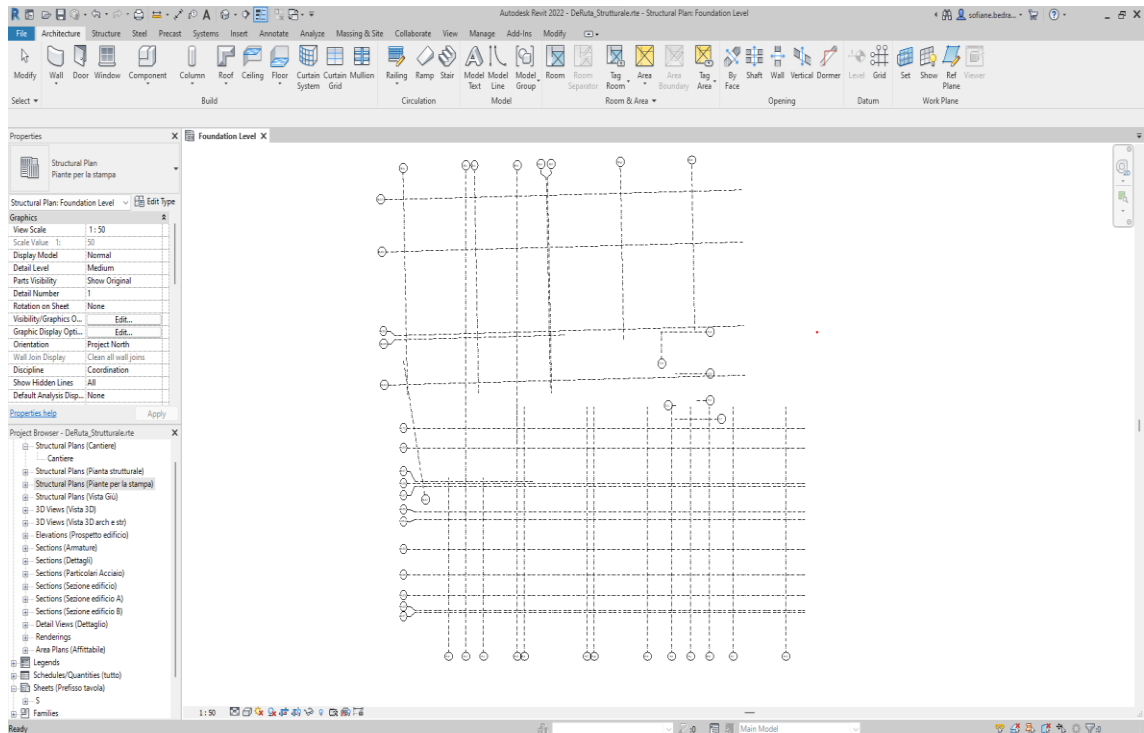 Autodesk Revit 2022 - DeRuta_Strutturale.rte - Structural Plan: Foundation Level
sofiane.bedra...
File Architecture Structure Steel Precast Systems Insert Annotate Analyze Massing & Site Collaborate View Manage Add-Ins Modify
Modify Wall Door Window Component Column Roof Ceiling Floor Curtain System Curtain Grid Mullion Railing Ramp Stair Model Text Model Line Model Group Room Room Separator Tag Room Area Area Boundary Tag Area By Face Shaft Wall Vertical Dormer Level Grid Set Show Ref Plane Viewer
Select Build Circulation Model Room & Area Opening Datum Work Plane
Properties X
Foundation Level X
Structural Plan
Piante per la stampa
Structural Plan: Foundation Level Edit Type
Graphics
View Scale 1 : 50
Scale Value 1: 50
Display Model Normal
Detail Level Medium
Parts Visibility Show Original
Detail Number 1
Rotation on Sheet None
Visibility/Graphics O... Edit...
Graphic Display Opti... Edit...
Orientation Project North
Wall Join Display Clean all wall joins
Discipline Coordination
Show Hidden Lines All
Default Analysis Disp... None
Properties help Apply
Project Browser - DeRuta_Strutturale.rte X
Structural Plans (Cantiere)
Cantiere
Structural Plans (Pianta strutturale)
Structural Plans (Piante per la stampa)
Structural Plans (Vista Giù)
3D Views (Vista 3D)
3D Views (Vista 3D arch e str)
Elevations (Prospetto edificio)
Sections (Armature)
Sections (Dettagli)
Sections (Particolari Acciaio)
Sections (Sezione edificio)
Sections (Sezione edificio A)
Sections (Sezione edificio B)
Detail Views (Dettaglio)
Renderings
Area Plans (Affittabile)
Legends
Schedules/Quantities (tutto)
Sheets (Prefisso tavola)
S
Families
1 : 50
Ready
:0
Main Model
:0